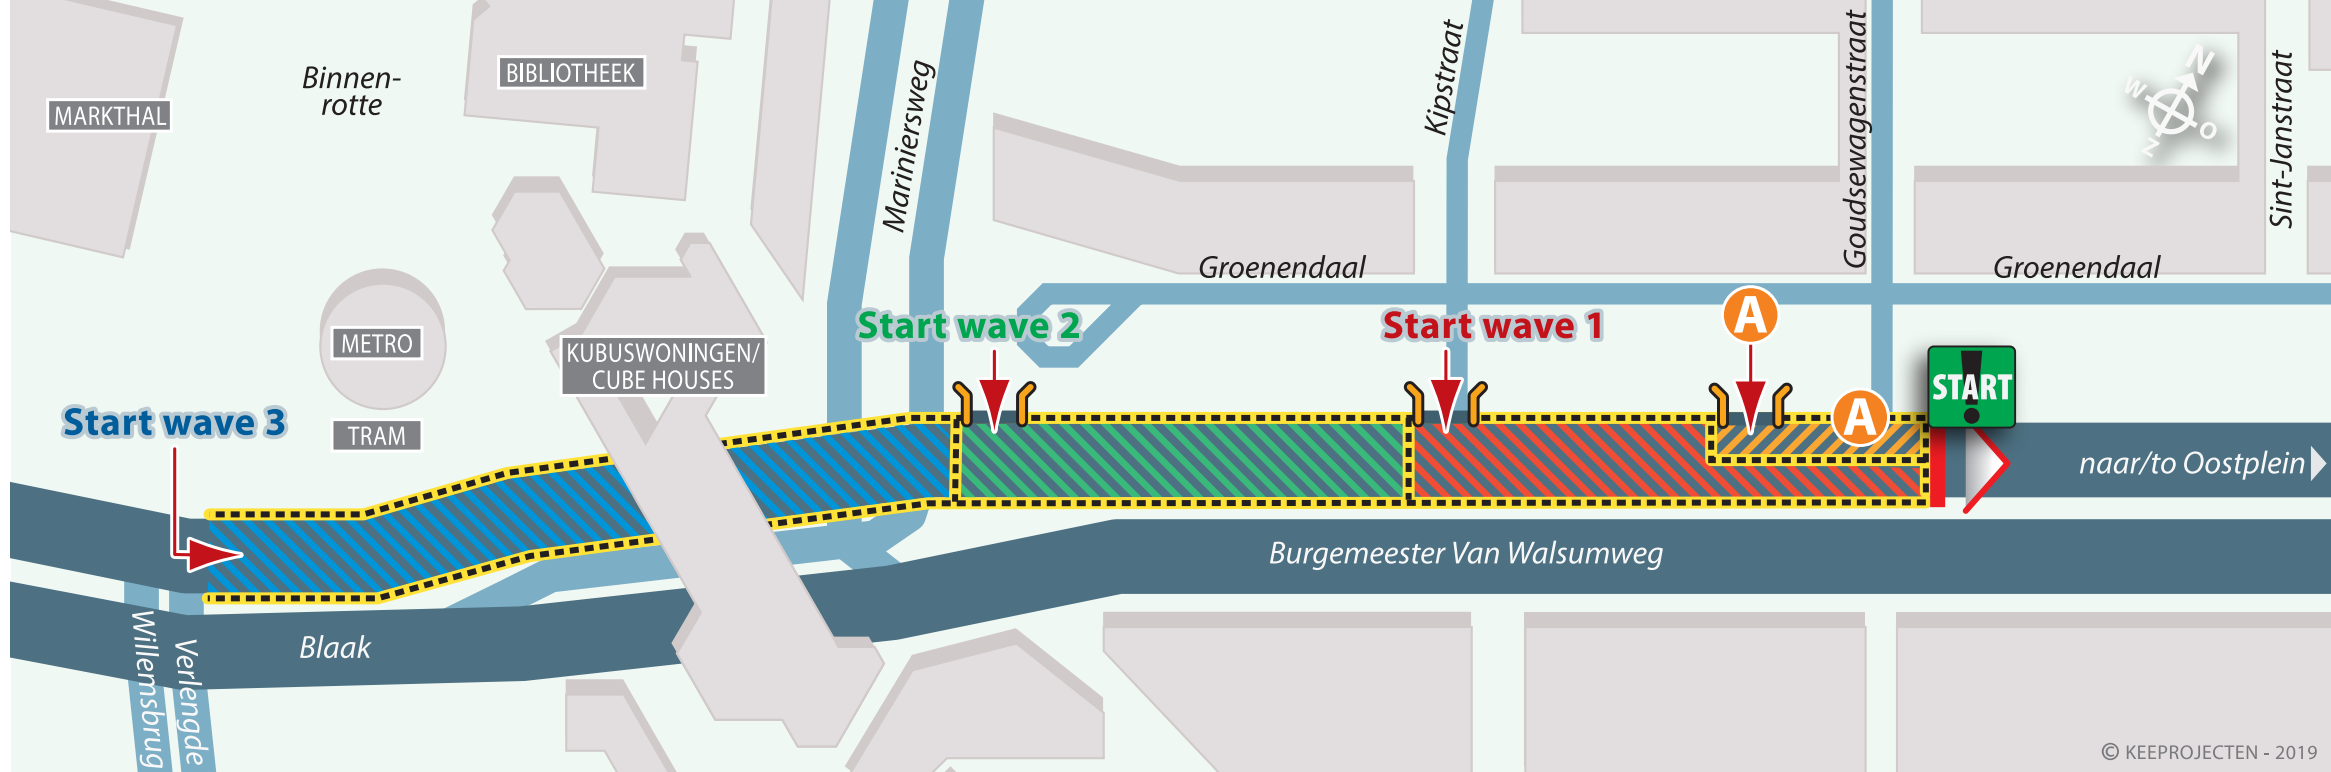 MARKTHAL
Binnen-
rotte
BIBLIOTHEEK
Mariniersweg
Kipstraat
Goudsewagenstraat
Sint-Janstraat
N
W
O
Z
Groenendaal
Groenendaal
METRO
TRAM
KUBUSWONINGEN/
CUBE HOUSES
Start wave 3
Start wave 2
Start wave 1
A
A
START
naar/to Oostplein
Burgemeester Van Walsumweg
Blaak
Verlengde
Willemsbrug
© KEEPROJECTEN - 2019